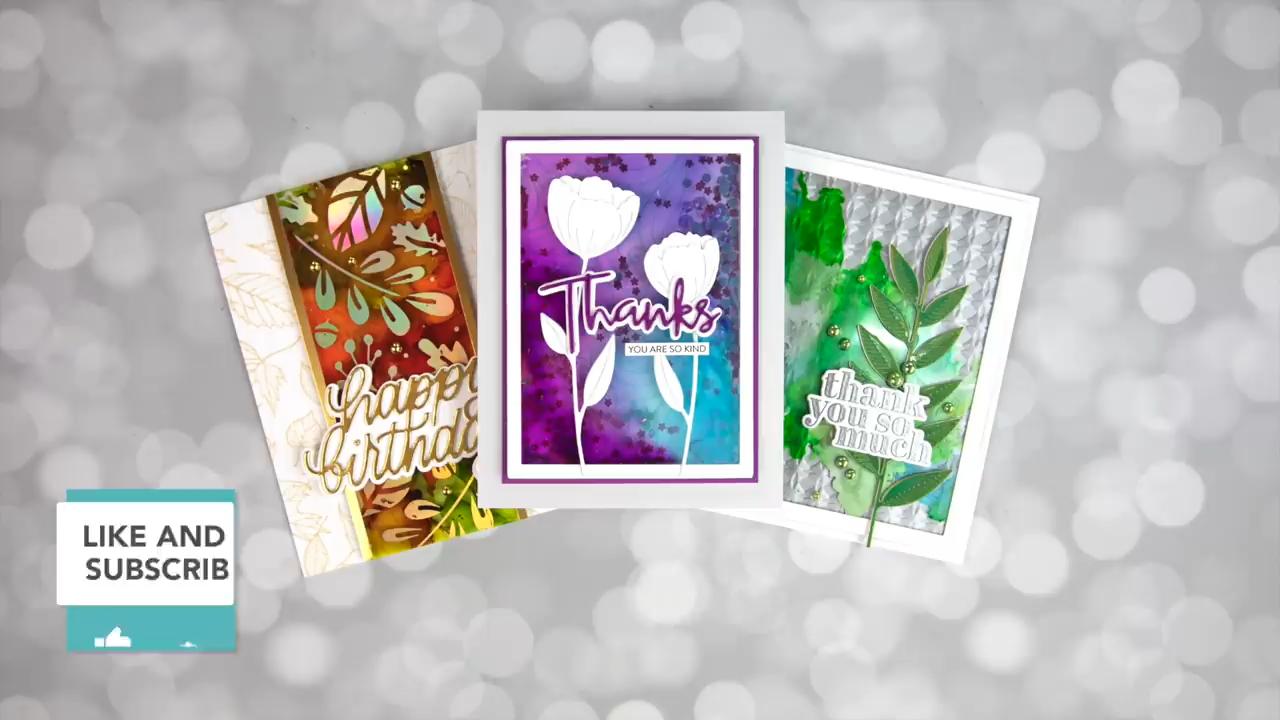 happy
birthday
Thanks
YOU ARE SO KIND
thank
you so
much
LIKE AND
SUBSCRIB